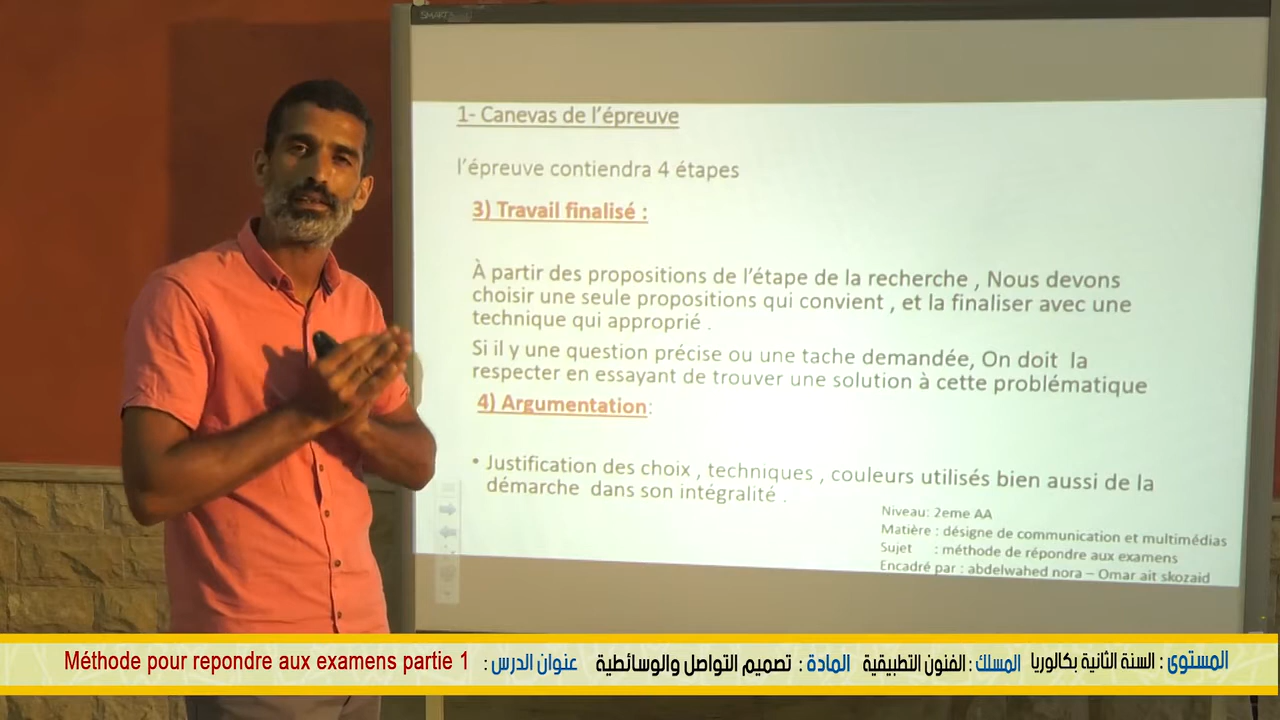 SMART
1- Canevas de l’épreuve
l’épreuve contiendra 4 étapes
3) Travail finalisé :
À partir des propositions de l’étape de la recherche , Nous devons
choisir une seule propositions qui convient , et la finaliser avec une
technique qui approprié .
Si il y une question précise ou une tache demandée, On doit la
respecter en essayant de trouver une solution à cette problématique
4) Argumentation:
• Justification des choix , techniques , couleurs utilisés bien aussi de la
démarche dans son intégralité .
Niveau: 2eme AA
Matière : désigne de communication et multimédias
Sujet : méthode de répondre aux examens
Encadré par : abdelwahed nora – Omar ait skozaid
المستوى : السنة الثانية بكالوريا المسلك : الفنون التطبيقية المادة : تصميم التواصل والوسائطية عنوان الدرس : Méthode pour repondre aux examens partie 1